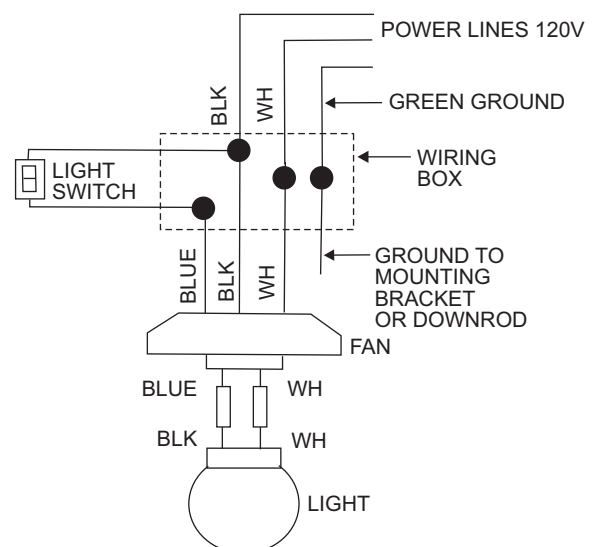 POWER LINES 120V
BLK
WH
GREEN GROUND
WIRING
BOX
LIGHT
SWITCH
BLUE
BLK
WH
GROUND TO
MOUNTING
BRACKET
OR DOWNROD
FAN
BLUE
WH
BLK
WH
LIGHT